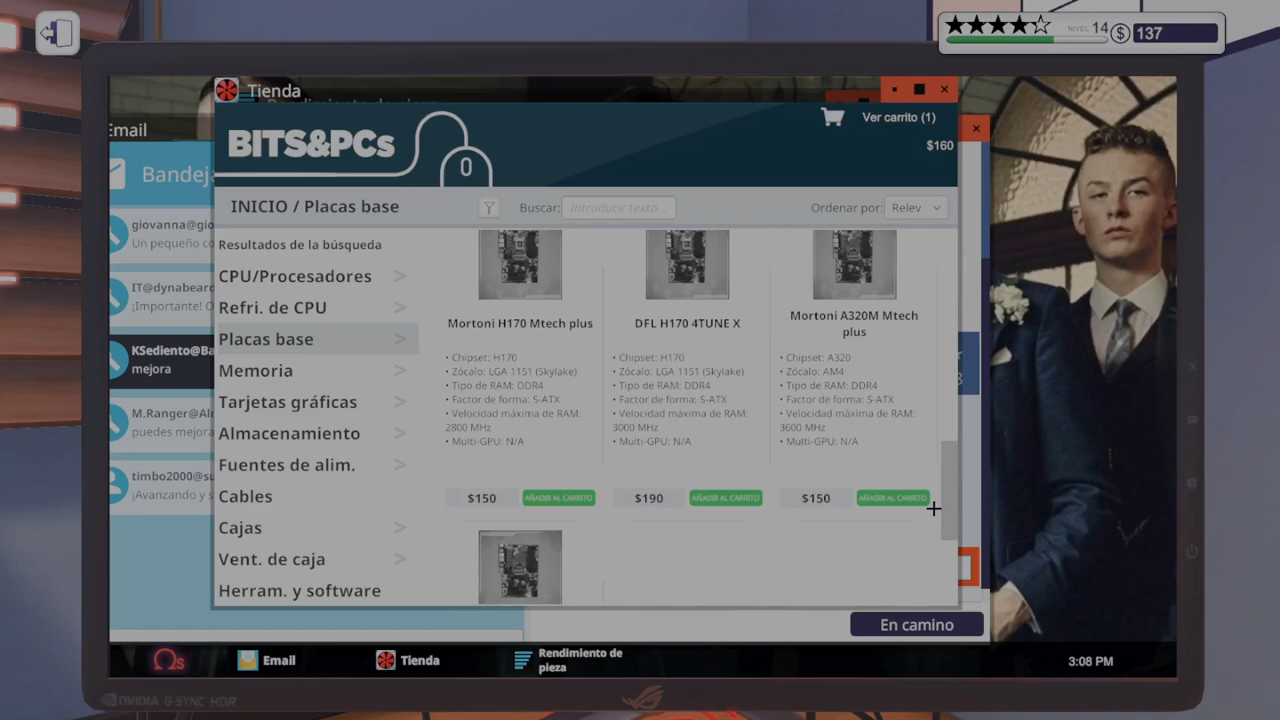 NIVEL 14
$ 137
Tienda
Email
BITS&PCs
Ver carrito (1)
$160
Bandej
INICIO / Placas base
Buscar:
Introducir texto...
Ordenar por:
Relev
giovanna@gio
Un pequeño co
IT@dynabeard
¡Importante! O
KSediento@Ba
mejora
M.Ranger@Alr
puedes mejora
timbo2000@su
¡Avanzando y s
Resultados de la búsqueda
CPU/Procesadores
Refri. de CPU
Placas base
Memoria
Tarjetas gráficas
Almacenamiento
Fuentes de alim.
Cables
Cajas
Vent. de caja
Herram. y software
Mortoni H170 Mtech plus
• Chipset: H170
• Zócalo: LGA 1151 (Skylake)
• Tipo de RAM: DDR4
• Factor de forma: S-ATX
• Velocidad máxima de RAM:
2800 MHz
• Multi-GPU: N/A
$150
AÑADIR AL CARRITO
DFL H170 4TUNE X
• Chipset: H170
• Zócalo: LGA 1151 (Skylake)
• Tipo de RAM: DDR4
• Factor de forma: S-ATX
• Velocidad máxima de RAM:
3000 MHz
• Multi-GPU: N/A
$190
AÑADIR AL CARRITO
Mortoni A320M Mtech
plus
• Chipset: A320
• Zócalo: AM4
• Tipo de RAM: DDR4
• Factor de forma: S-ATX
• Velocidad máxima de RAM:
3600 MHz
• Multi-GPU: N/A
$150
AÑADIR AL CARRITO
En camino
Ωs
Email
Tienda
Rendimiento de
pieza
3:08 PM
NVIDIA G-SYNC HDR